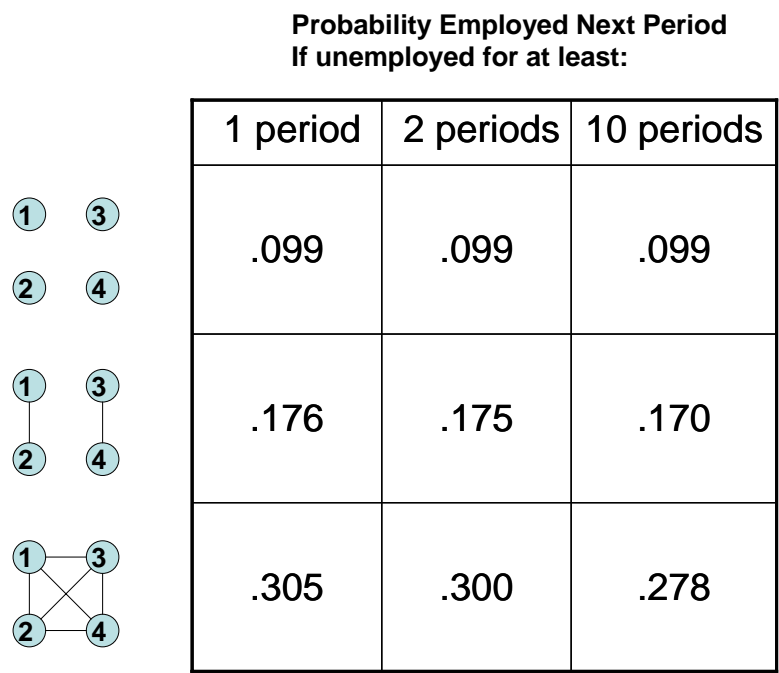 Probability Employed Next Period
If unemployed for at least:
1 period 2 periods 10 periods
1 3
.099 .099 .099
2 4
1 3
.176 .175 .170
2 4
1 3
.305 .300 .278
2 4